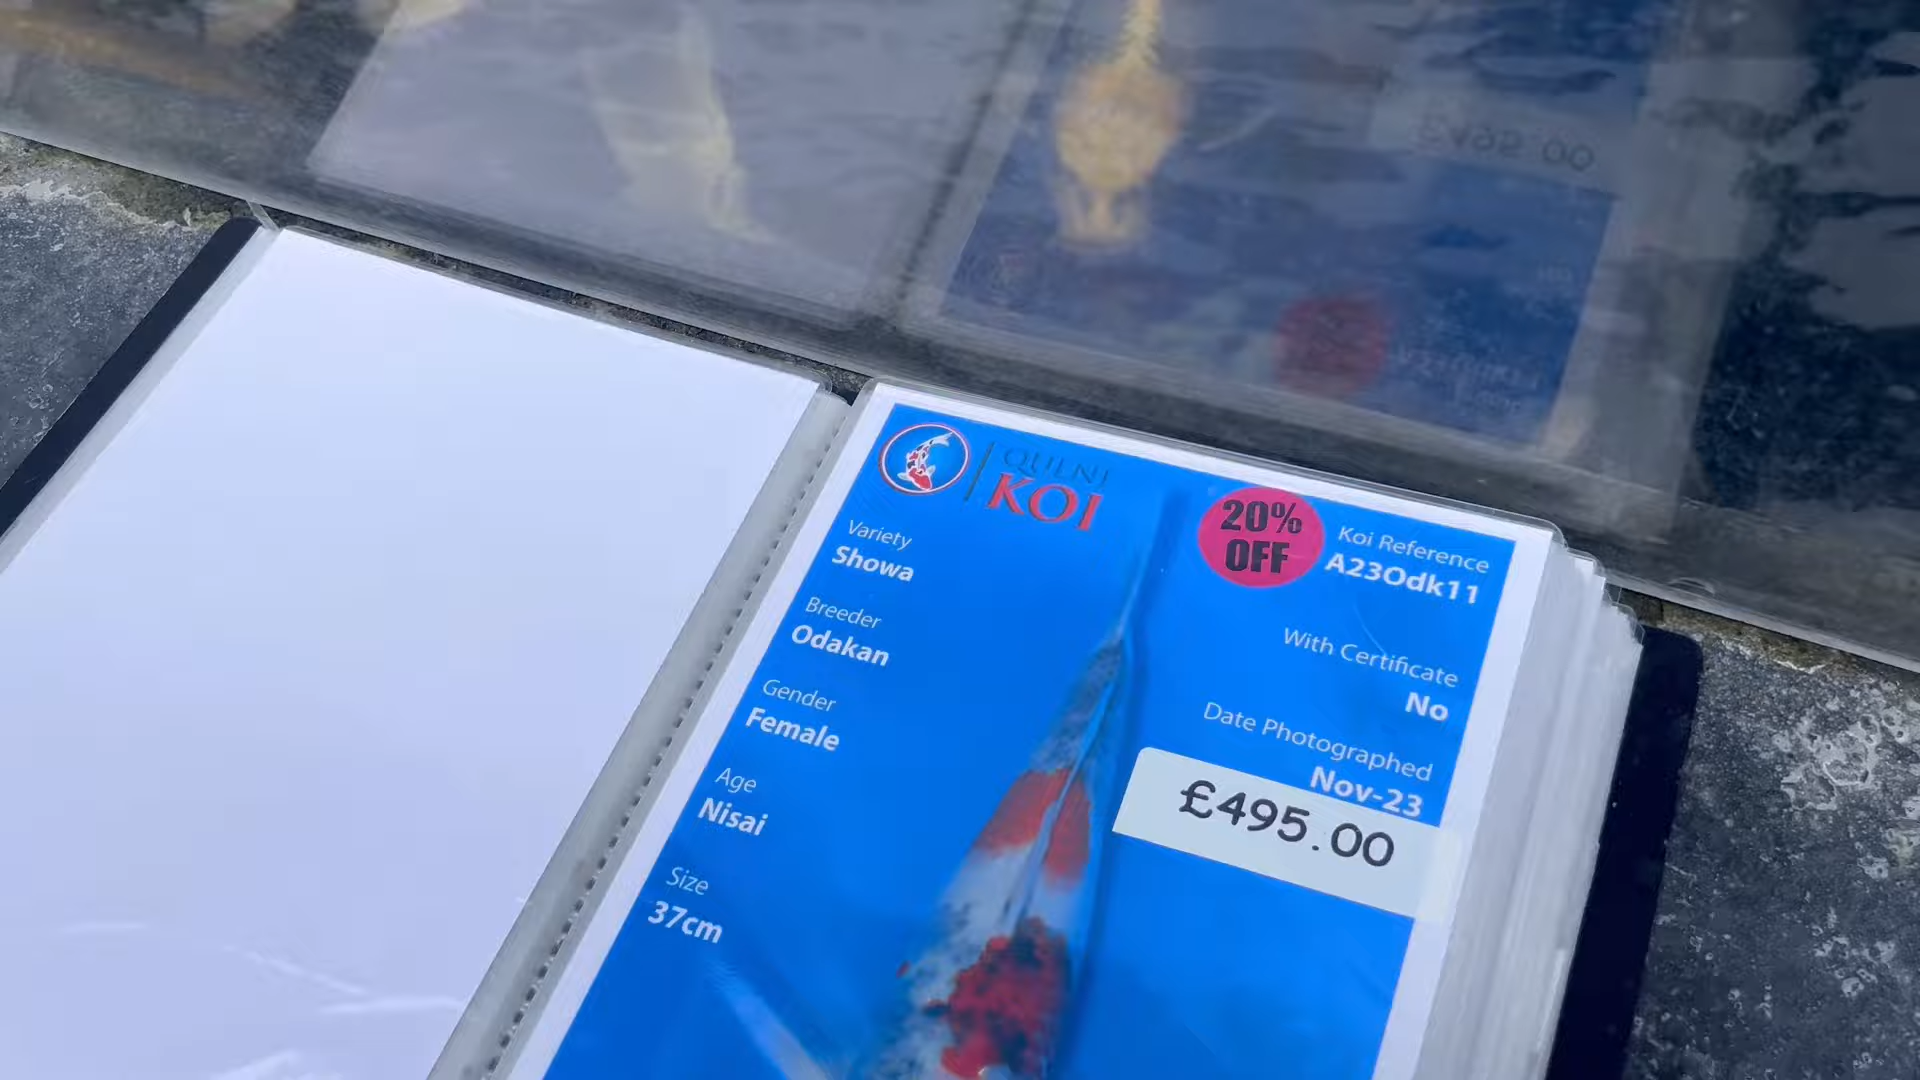 QUENI
KOI
20%
OFF
Koi Reference
A23Odk11
Variety
Showa
Breeder
Odakan
Gender
Female
Age
Nisai
Size
37cm
With Certificate
No
Date Photographed
Nov-23
£495.00